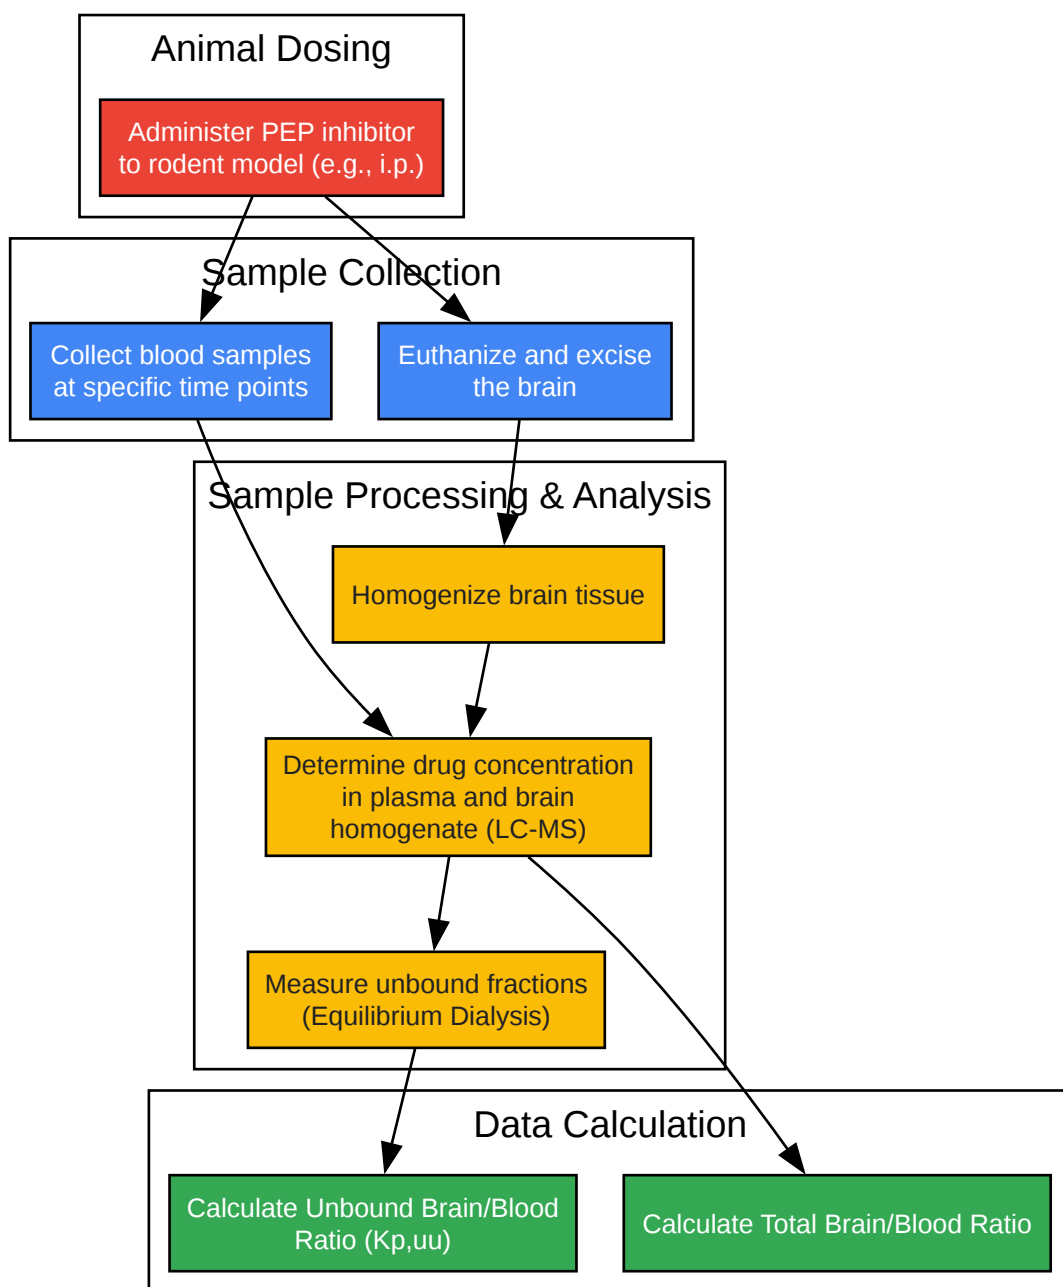 Animal Dosing
Administer PEP inhibitor
to rodent model (e.g., i.p.)
Sample Collection
Collect blood samples
at specific time points
Euthanize and excise
the brain
Sample Processing & Analysis
Homogenize brain tissue
Determine drug concentration
in plasma and brain
homogenate (LC-MS)
Measure unbound fractions
(Equilibrium Dialysis)
Data Calculation
Calculate Unbound Brain/Blood
Ratio (Kp,uu)
Calculate Total Brain/Blood Ratio